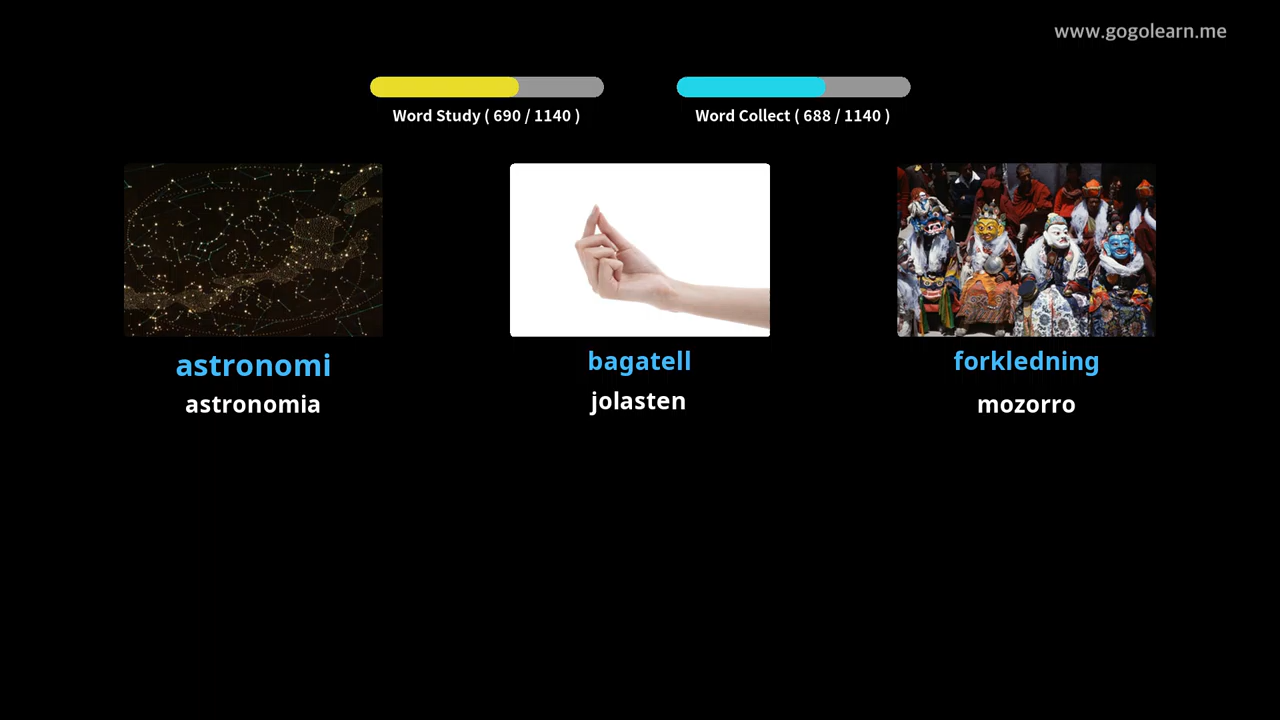 www.gogolearn.me
Word Study ( 690 / 1140 )
Word Collect ( 688 / 1140 )
astronomi
astronomia
bagatell
jolasten
forkledning
mozorro